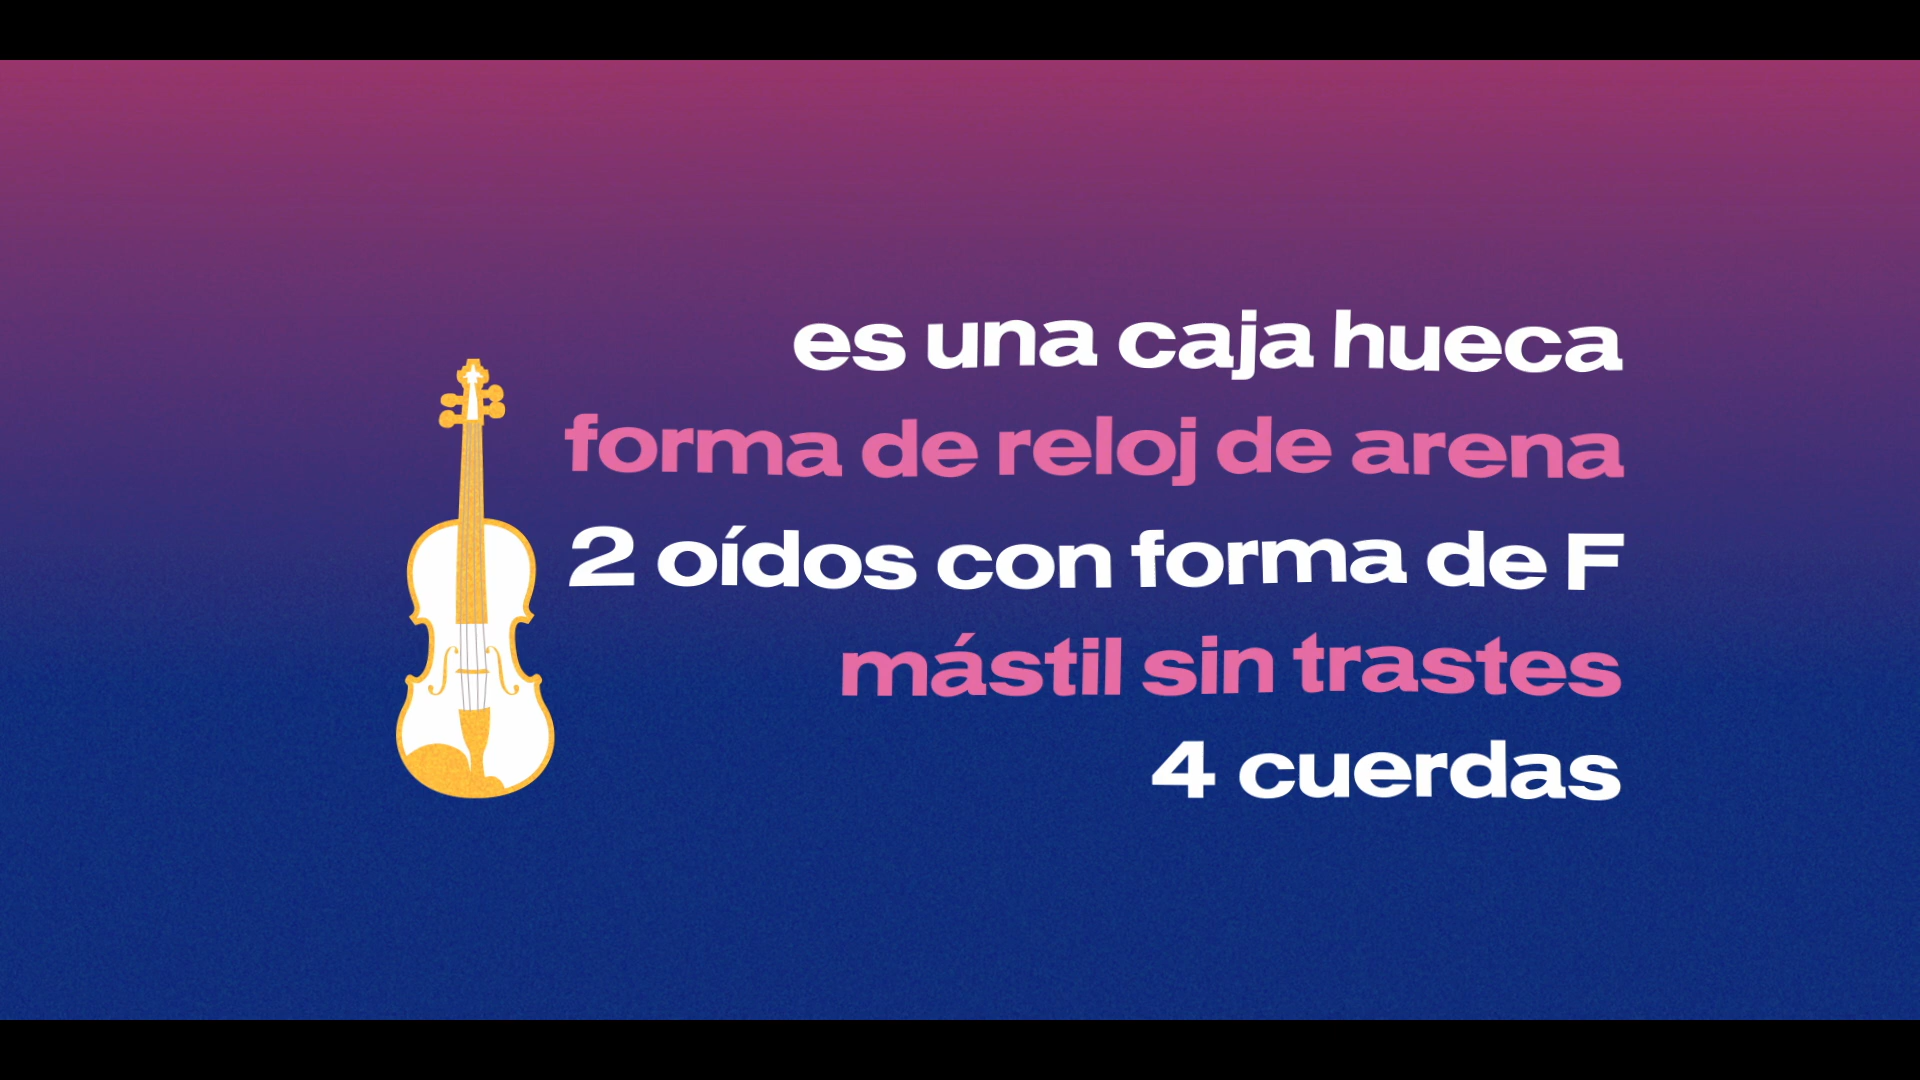 es una caja hueca
forma de reloj de arena
2 oídos con forma de F
mástil sin trastes
4 cuerdas